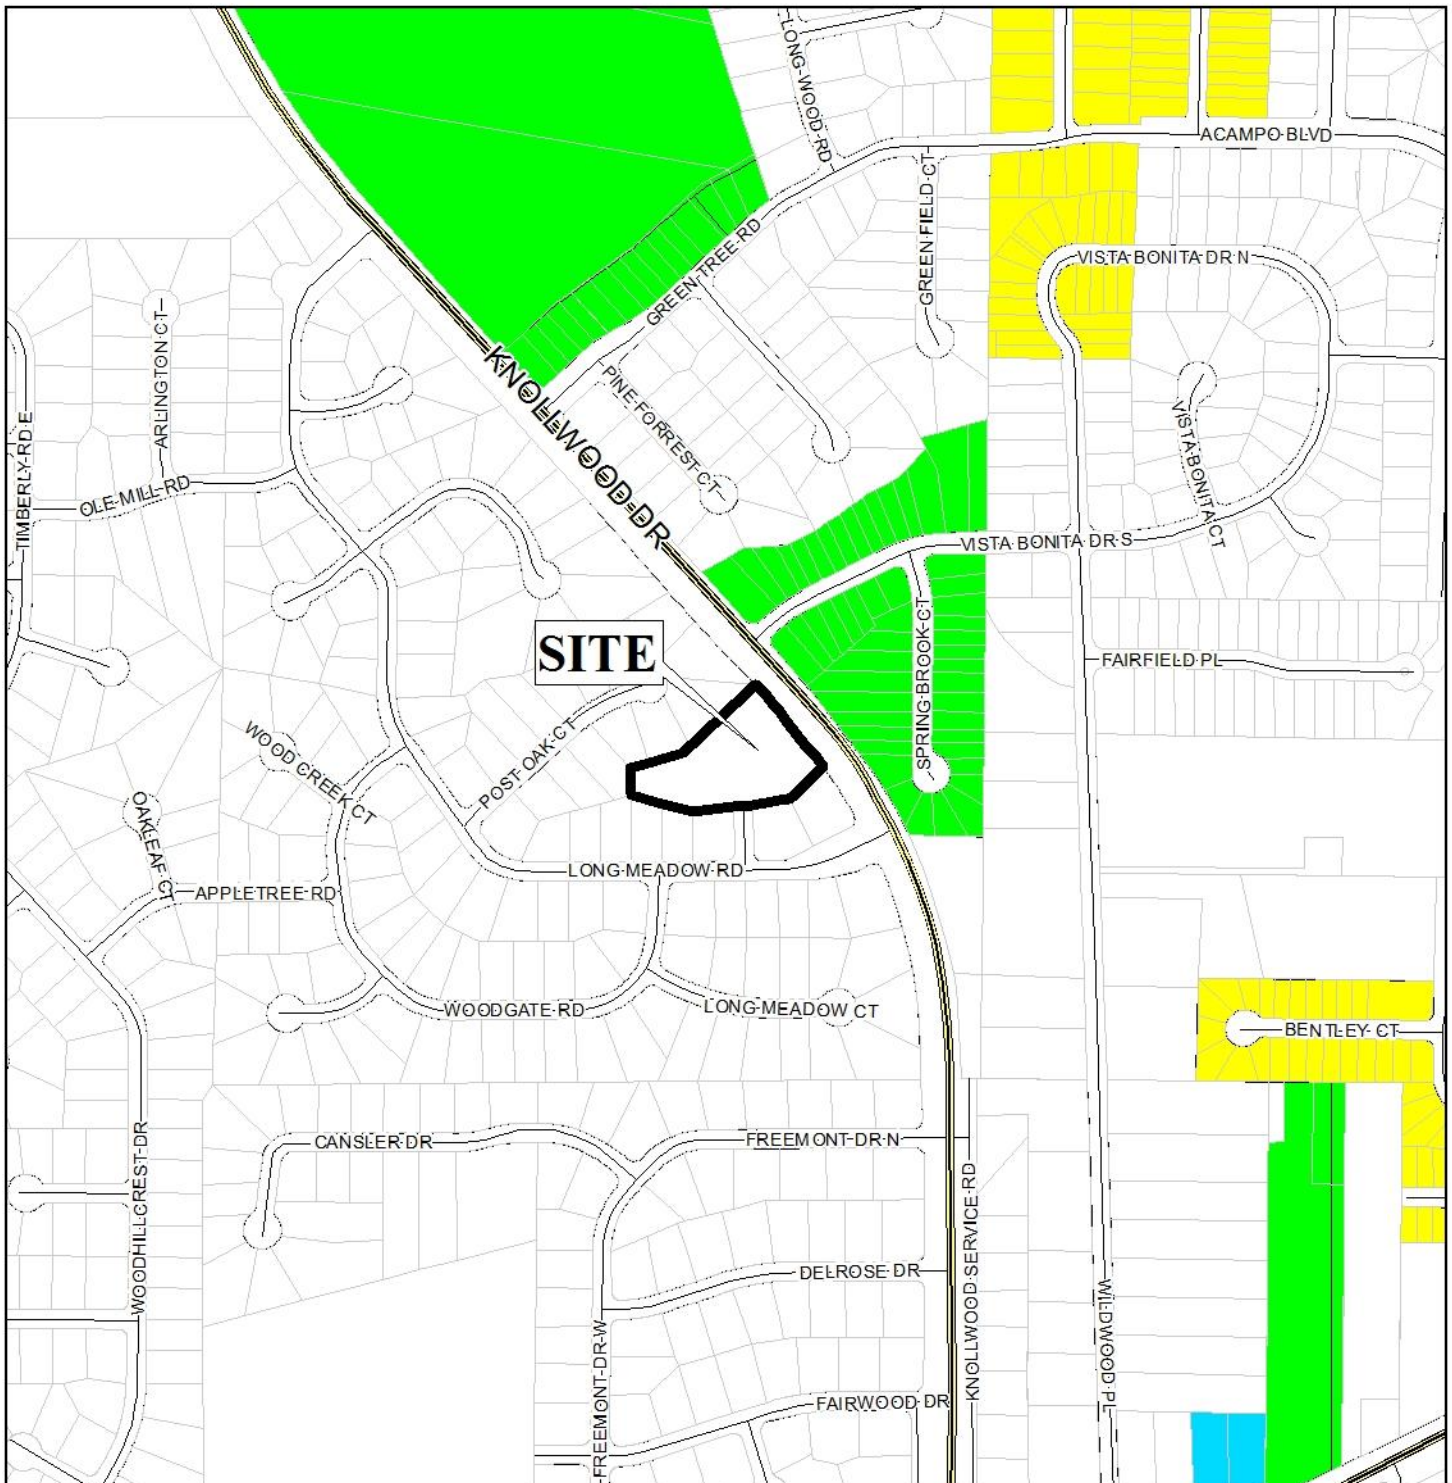 LONG WOOD RD
ACAMPO BLVD
GREEN FIELD CT
GREEN TREE RD
VISTA BONITA DR N
ARLINGTON CT
KNOLLWOOD DR
PINE FORREST CT
TIMBERLY RD E
OLE MILL RD
VISTA BONITA CT
VISTA BONITA DR S
SPRING BROOK CT
SITE
FAIRFIELD PL
WOOD CREEK CT
POST OAK CT
OAKLEAF CT
LONG MEADOW RD
APPLETREE RD
WOODGATE RD
LONG MEADOW CT
BENTLEY CT
WOODHILLCREST DR
CANSLER DR
FREEMONT DR N
KNOLLWOOD SERVICE RD
DELROSE DR
WILDWOOD PL
FREEMONT DR W
FAIRWOOD DR